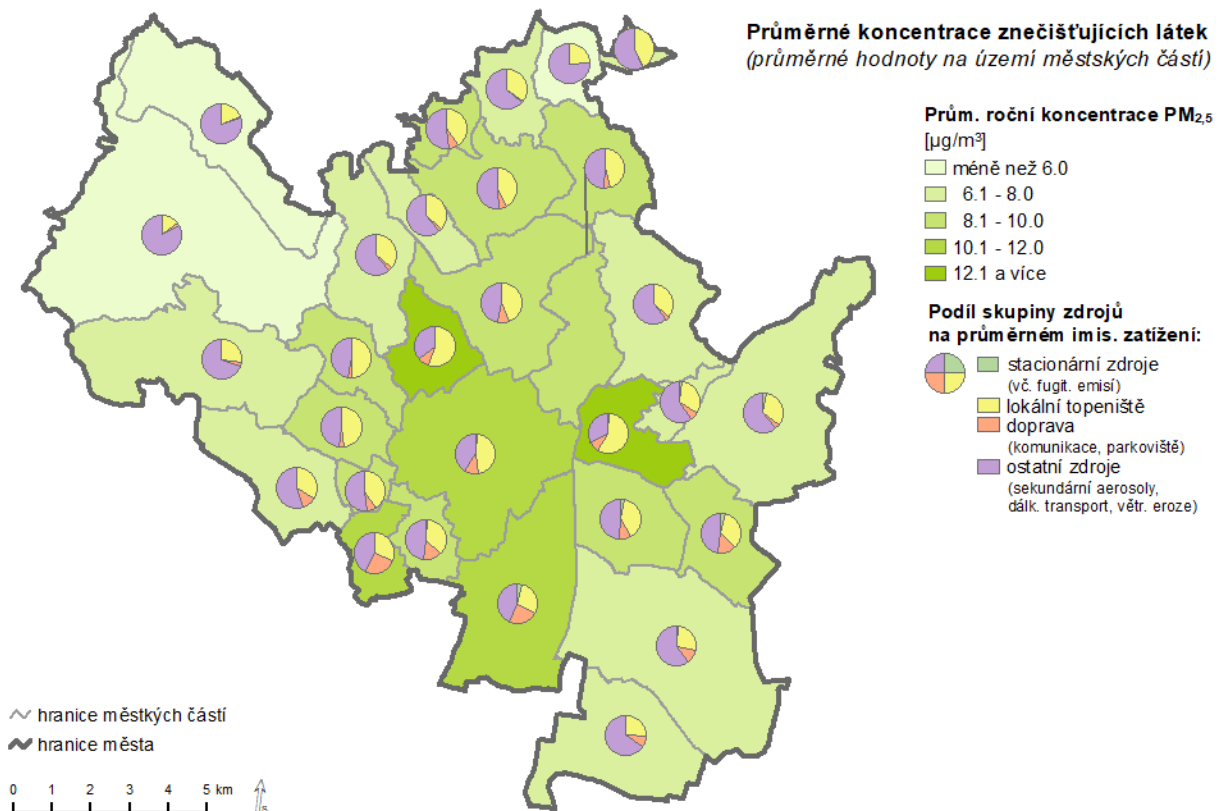 Průměrné koncentrace znečišťujících látek
(průměrné hodnoty na území městských částí)
Prům. roční koncentrace PM2,5
[µg/m³]
méně než 6.0
6.1 - 8.0
8.1 - 10.0
10.1 - 12.0
12.1 a více
Podíl skupiny zdrojů
na průměrném imis. zatížení:
stacionární zdroje
(vč. fugit. emisí)
lokální topeniště
doprava
(komunikace, parkoviště)
ostatní zdroje
(sekundární aerosoly,
dálk. transport, větr. eroze)
hranice městkých částí
hranice města
0 1 2 3 4 5 km